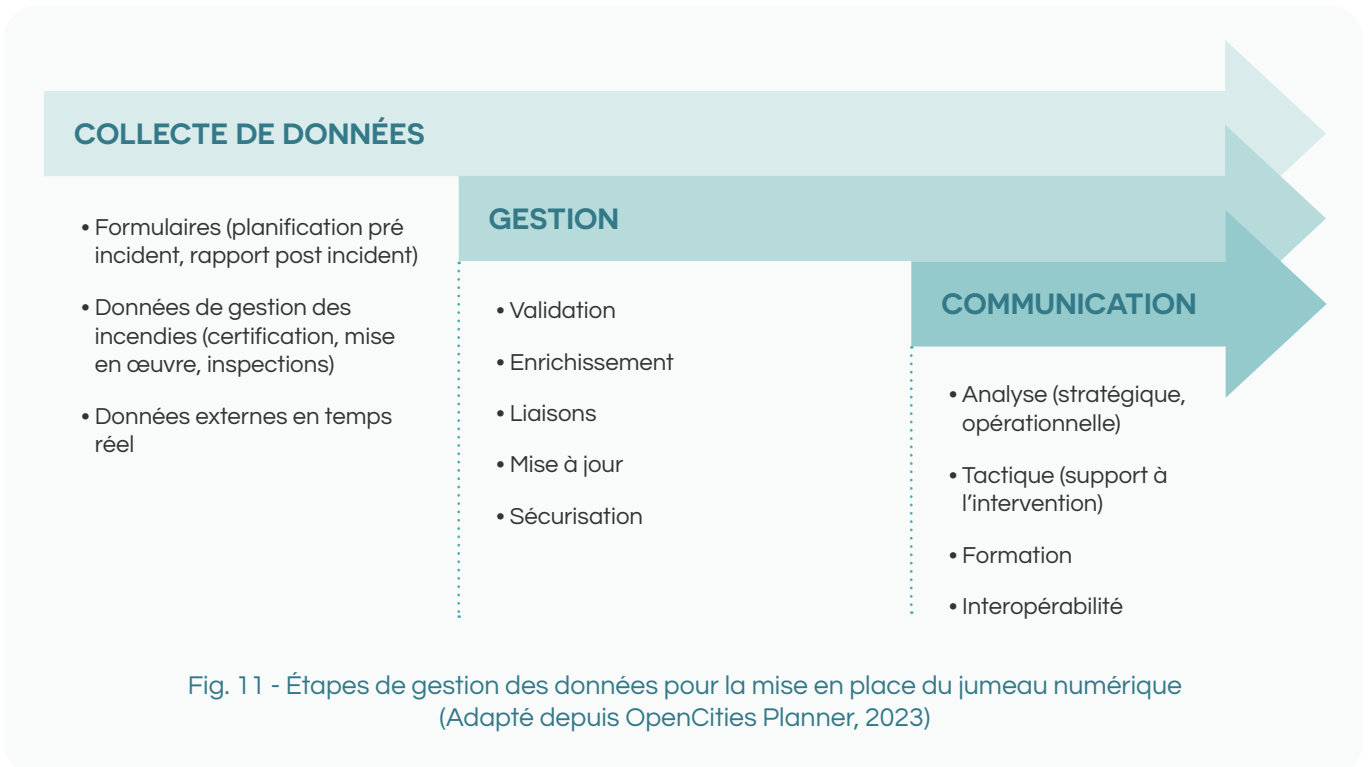 COLLECTE DE DONNÉES
• Formulaires (planification pré
incident, rapport post incident)
• Données de gestion des
incendies (certification, mise
en œuvre, inspections)
• Données externes en temps
réel
GESTION
• Validation
• Enrichissement
• Liaisons
• Mise à jour
• Sécurisation
COMMUNICATION
• Analyse (stratégique,
opérationnelle)
• Tactique (support à
l’intervention)
• Formation
• Interopérabilité
Fig. 11 - Étapes de gestion des données pour la mise en place du jumeau numérique
(Adapté depuis OpenCities Planner, 2023)